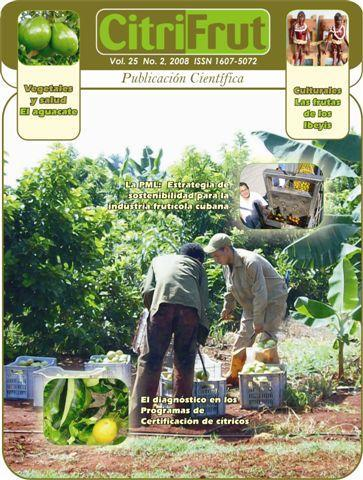 CitriFrut
Vol. 25 No. 2, 2008 ISSN 1607-5072
Publicación Científica
Vegetales
y salud
El aguacate
Culturales
Las frutas
de los
Ibeyis
La PML: Estrategia de
sostenibilidad para la
industria frutícola cubana
El diagnóstico en los
Programas de
Certificación de cítricos